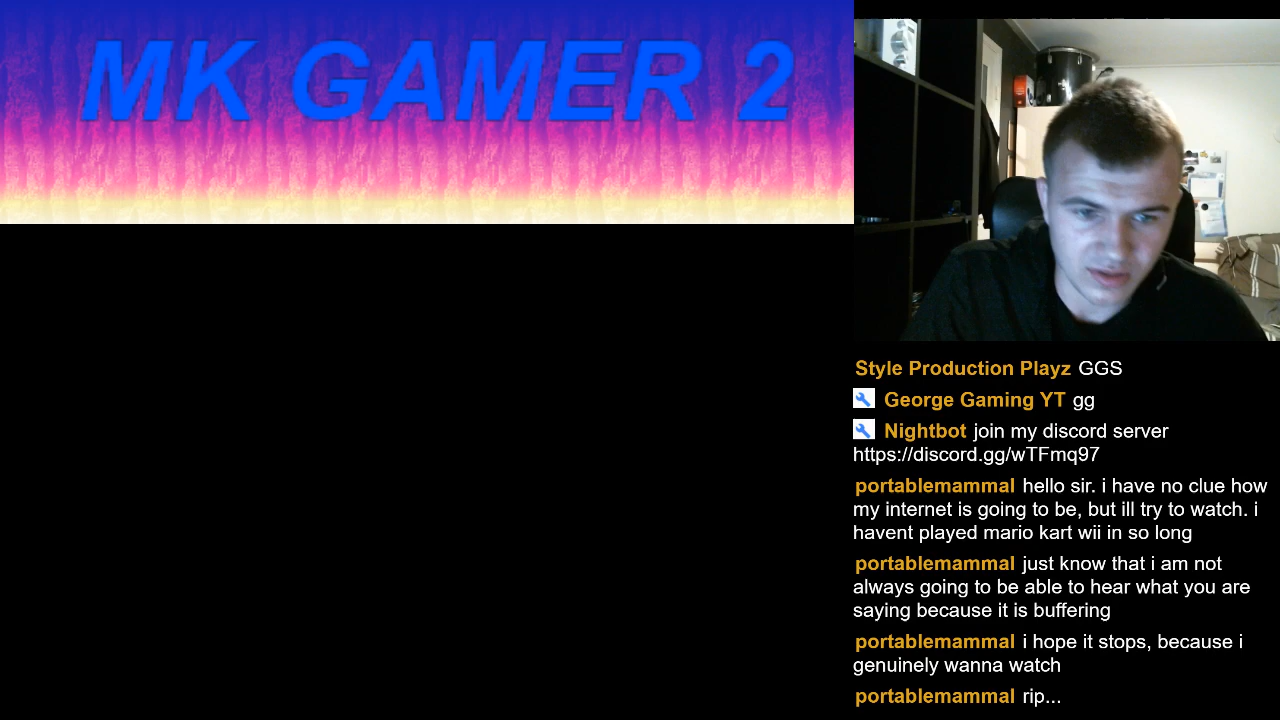 MK GAMER 2
Style Production Playz GGS
George Gaming YT gg
Nightbot join my discord server
https://discord.gg/wTFmq97
portablemammal hello sir. i have no clue how
my internet is going to be, but ill try to watch. i
havent played mario kart wii in so long
portablemammal just know that i am not
always going to be able to hear what you are
saying because it is buffering
portablemammal i hope it stops, because i
genuinely wanna watch
portablemammal rip...